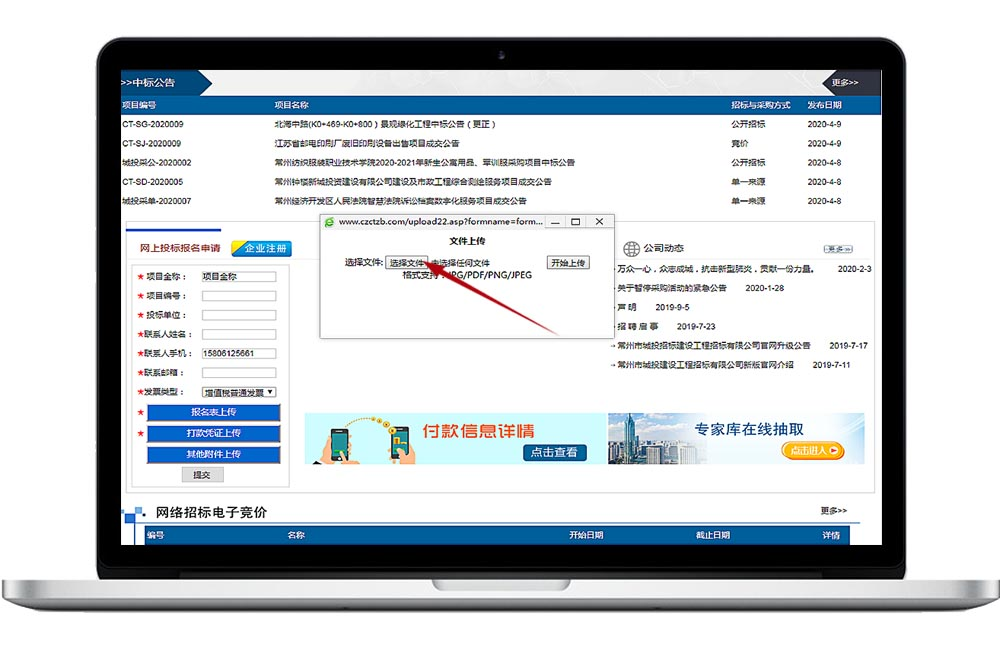 >>中标公告
更多>>
项目编号 项目名称 招标与采购方式 发布日期
CT-SG-2020009 北海中路(K0+469-K0+800）景观绿化工程中标公告（更正） 公开招标 2020-4-9
CT-SJ-2020009 江苏省邮电印刷厂废旧印刷设备出售项目成交公告 竞价 2020-4-9
城投采公-2020002 常州纺织服装职业技术学院2020-2021年新生公寓用品、军训服采购项目中标公告 公开招标 2020-4-8
CT-SD-2020005 常州钟楼新城投资建设有限公司建设及市政工程综合测绘服务项目成交公告 单一来源 2020-4-8
城投采单-2020007 常州经济开发区人民法院智慧法院诉讼档案数字化服务项目成交公告 单一来源 2020-4-8
网上投标报名申请 企业注册
★项目全称： 项目全称
★项目编号：
★投标单位：
★联系人姓名：
★联系人手机： 15806125661
★联系邮箱：
★发票类型： 增值税普通发票
★ 报名表上传
★ 打款凭证上传
其他附件上传
提交
www.czctzb.com/upload22.asp?formname=form...
文件上传
选择文件: 选择文件 未选择任何文件 开始上传
格式支持：JPG/PDF/PNG/JPEG
公司动态 更多>>
万众一心，众志成城，抗击新型肺炎，贡献一份力量。 2020-2-3
关于暂停采购活动的紧急公告 2020-1-28
声明 2019-9-5
招聘启事 2019-7-23
常州市城投招标建设工程招标有限公司官网升级公告 2019-7-17
常州市城投建设工程招标有限公司新版官网介绍 2019-7-11
付款信息详情
点击查看
专家库在线抽取
点击进入
网络招标电子竞价 更多>>
编号 名称 开始日期 截止日期 详情